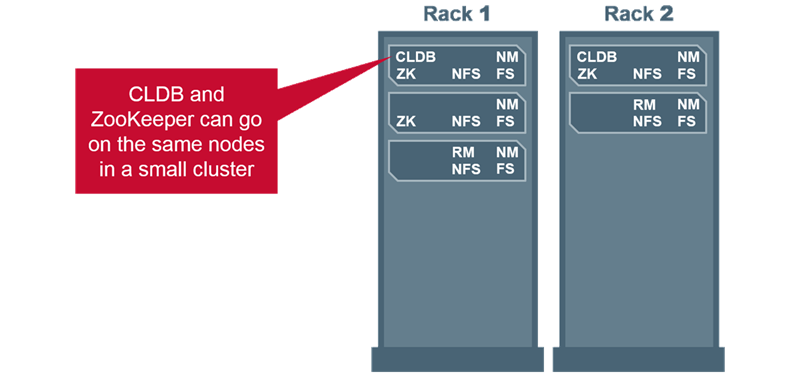 Rack 1
Rack 2
CLDB and
ZooKeeper can go
on the same nodes
in a small cluster
CLDB NM
ZK NFS FS
NM
ZK NFS FS
RM NM
NFS FS
CLDB NM
ZK NFS FS
RM NM
NFS FS